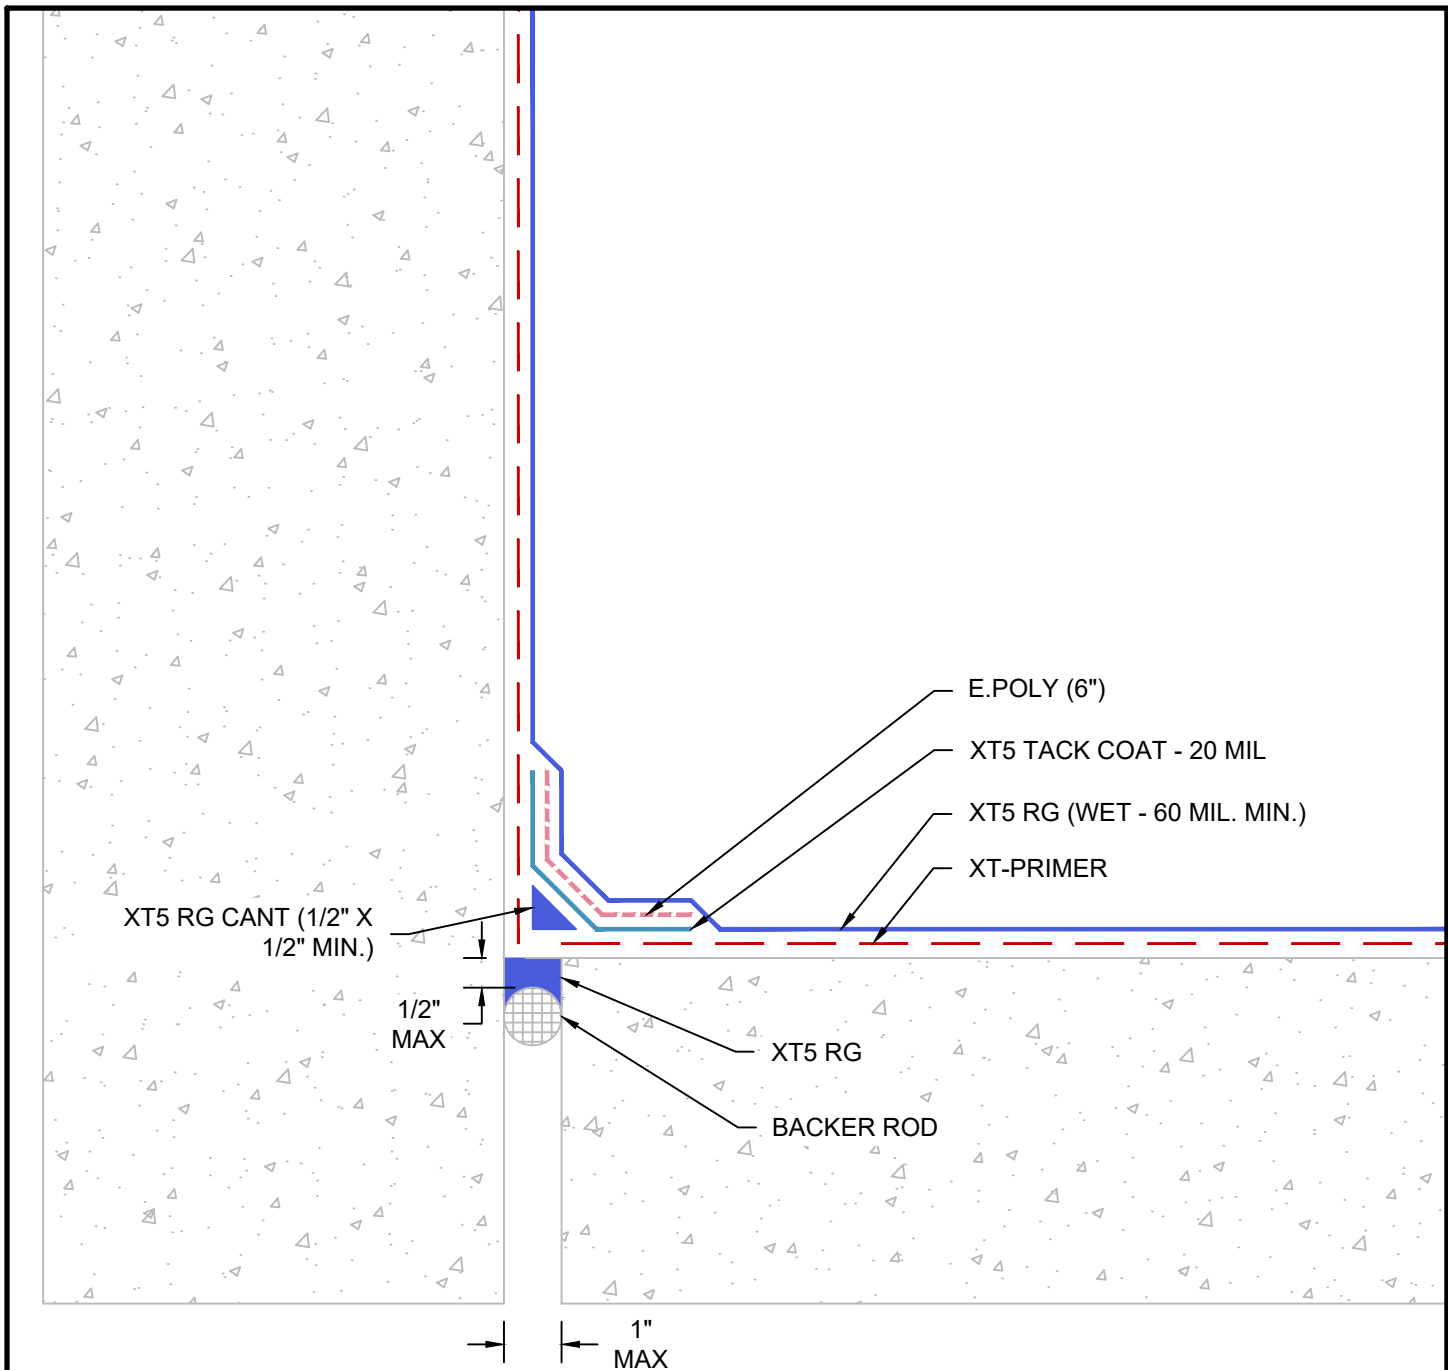 E.POLY (6")
XT5 TACK COAT - 20 MIL
XT5 RG (WET - 60 MIL. MIN.)
XT-PRIMER
XT5 RG CANT (1/2" X
1/2" MIN.)
1/2"
MAX
XT5 RG
BACKER ROD
1"
MAX